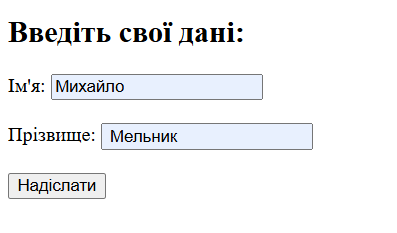 Введіть свої дані:
Ім'я: Михайло
Прізвище: Мельник
Надіслати